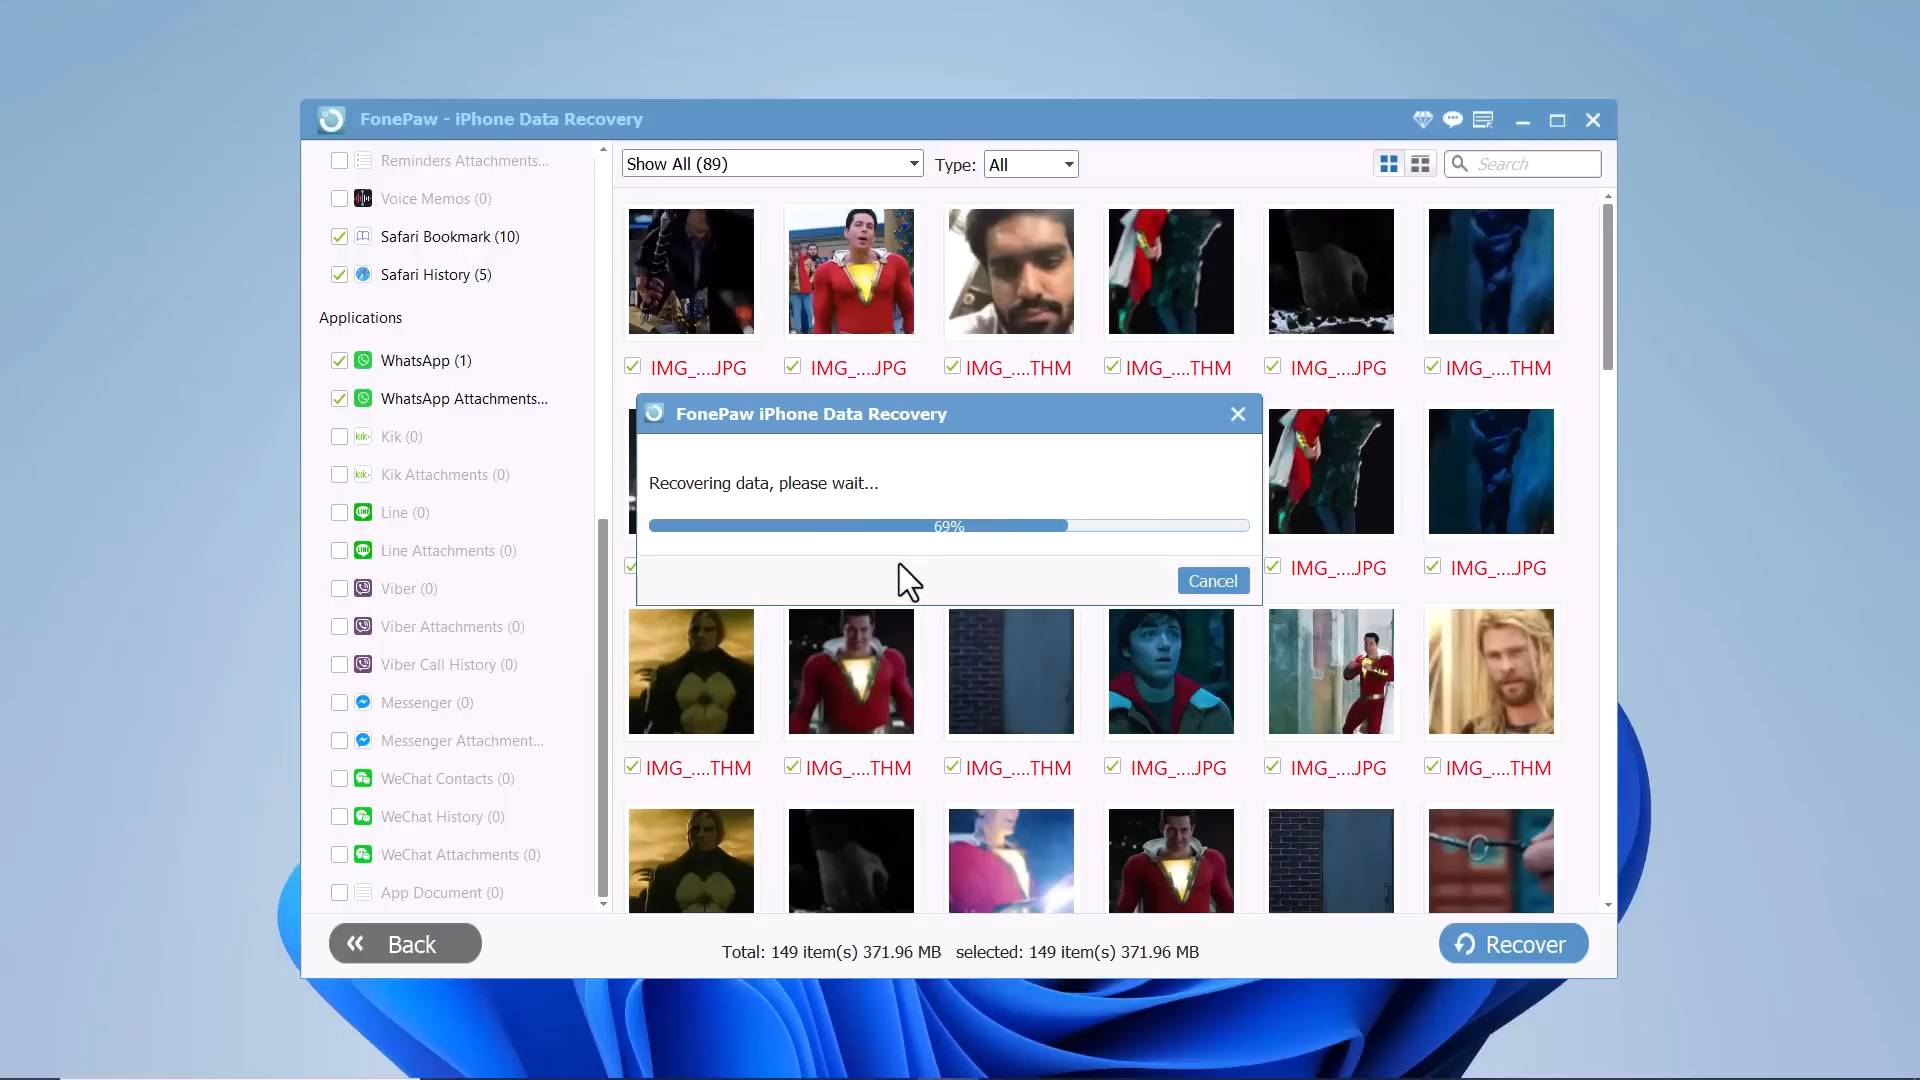 FonePaw - iPhone Data Recovery
Reminders Attachments...
Voice Memos (0)
Safari Bookmark (10)
Safari History (5)
Applications
WhatsApp (1)
WhatsApp Attachments...
Kik (0)
Kik Attachments (0)
Line (0)
Line Attachments (0)
Viber (0)
Viber Attachments (0)
Viber Call History (0)
Messenger (0)
Messenger Attachment...
WeChat Contacts (0)
WeChat History (0)
WeChat Attachments (0)
App Document (0)
Show All (89) Type: All Search
IMG_....JPG IMG_....JPG IMG_....THM IMG_....THM IMG_....JPG IMG_....THM
FonePaw iPhone Data Recovery
Recovering data, please wait...
69%
Cancel
IMG_....JPG IMG_....JPG
IMG_....THM IMG_....THM IMG_....THM IMG_....JPG IMG_....JPG IMG_....THM
Back
Total: 149 item(s) 371.96 MB selected: 149 item(s) 371.96 MB
Recover